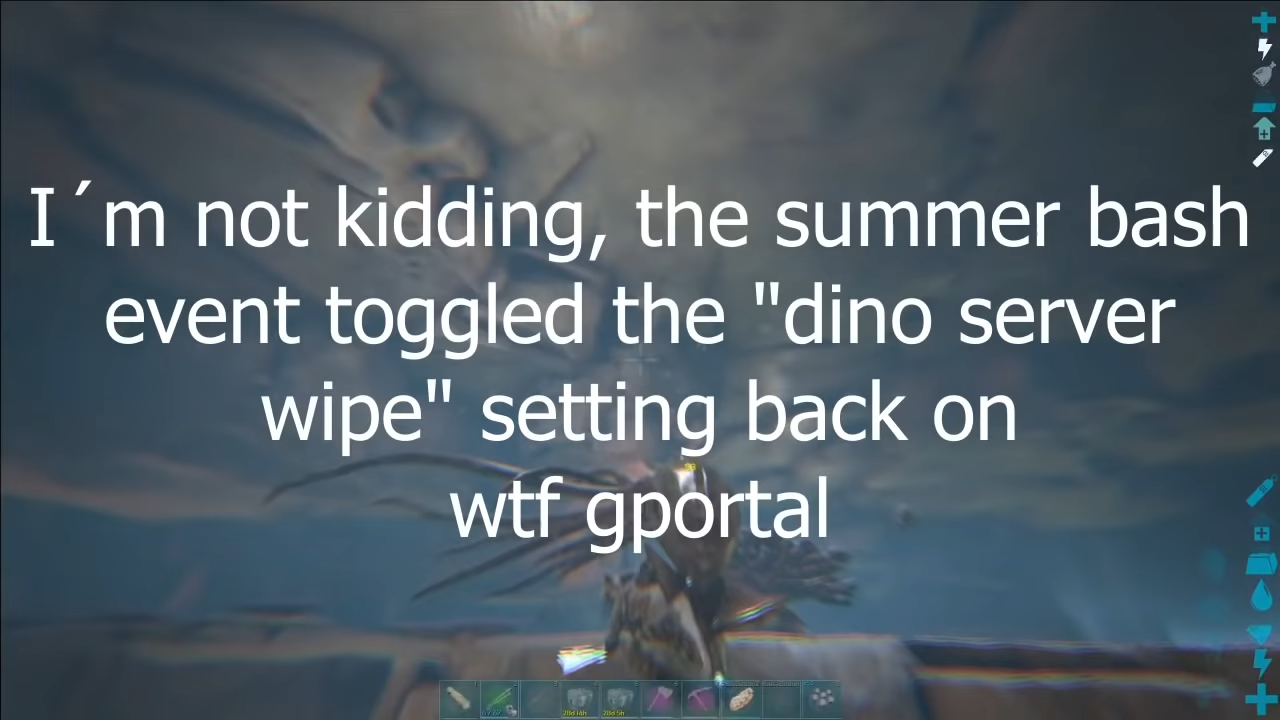 I´m not kidding, the summer bash
event toggled the "dino server
wipe" setting back on
wtf gportal